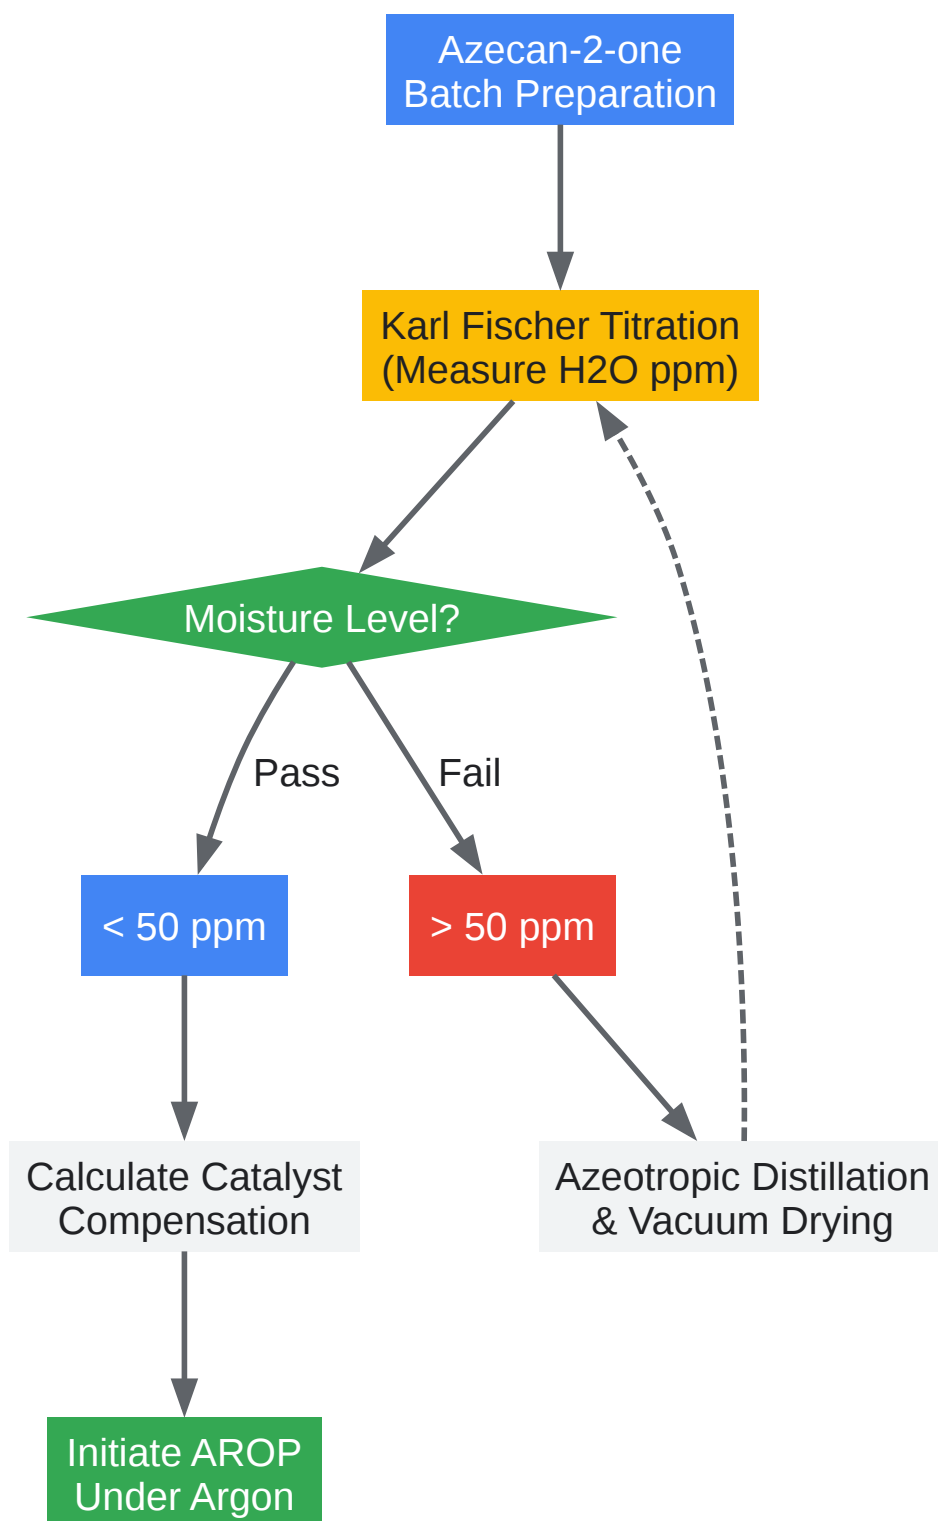 Azecan-2-one
Batch Preparation
Karl Fischer Titration
(Measure H2O ppm)
Moisture Level?
Pass
Fail
< 50 ppm
> 50 ppm
Calculate Catalyst
Compensation
Azeotropic Distillation
& Vacuum Drying
Initiate AROP
Under Argon